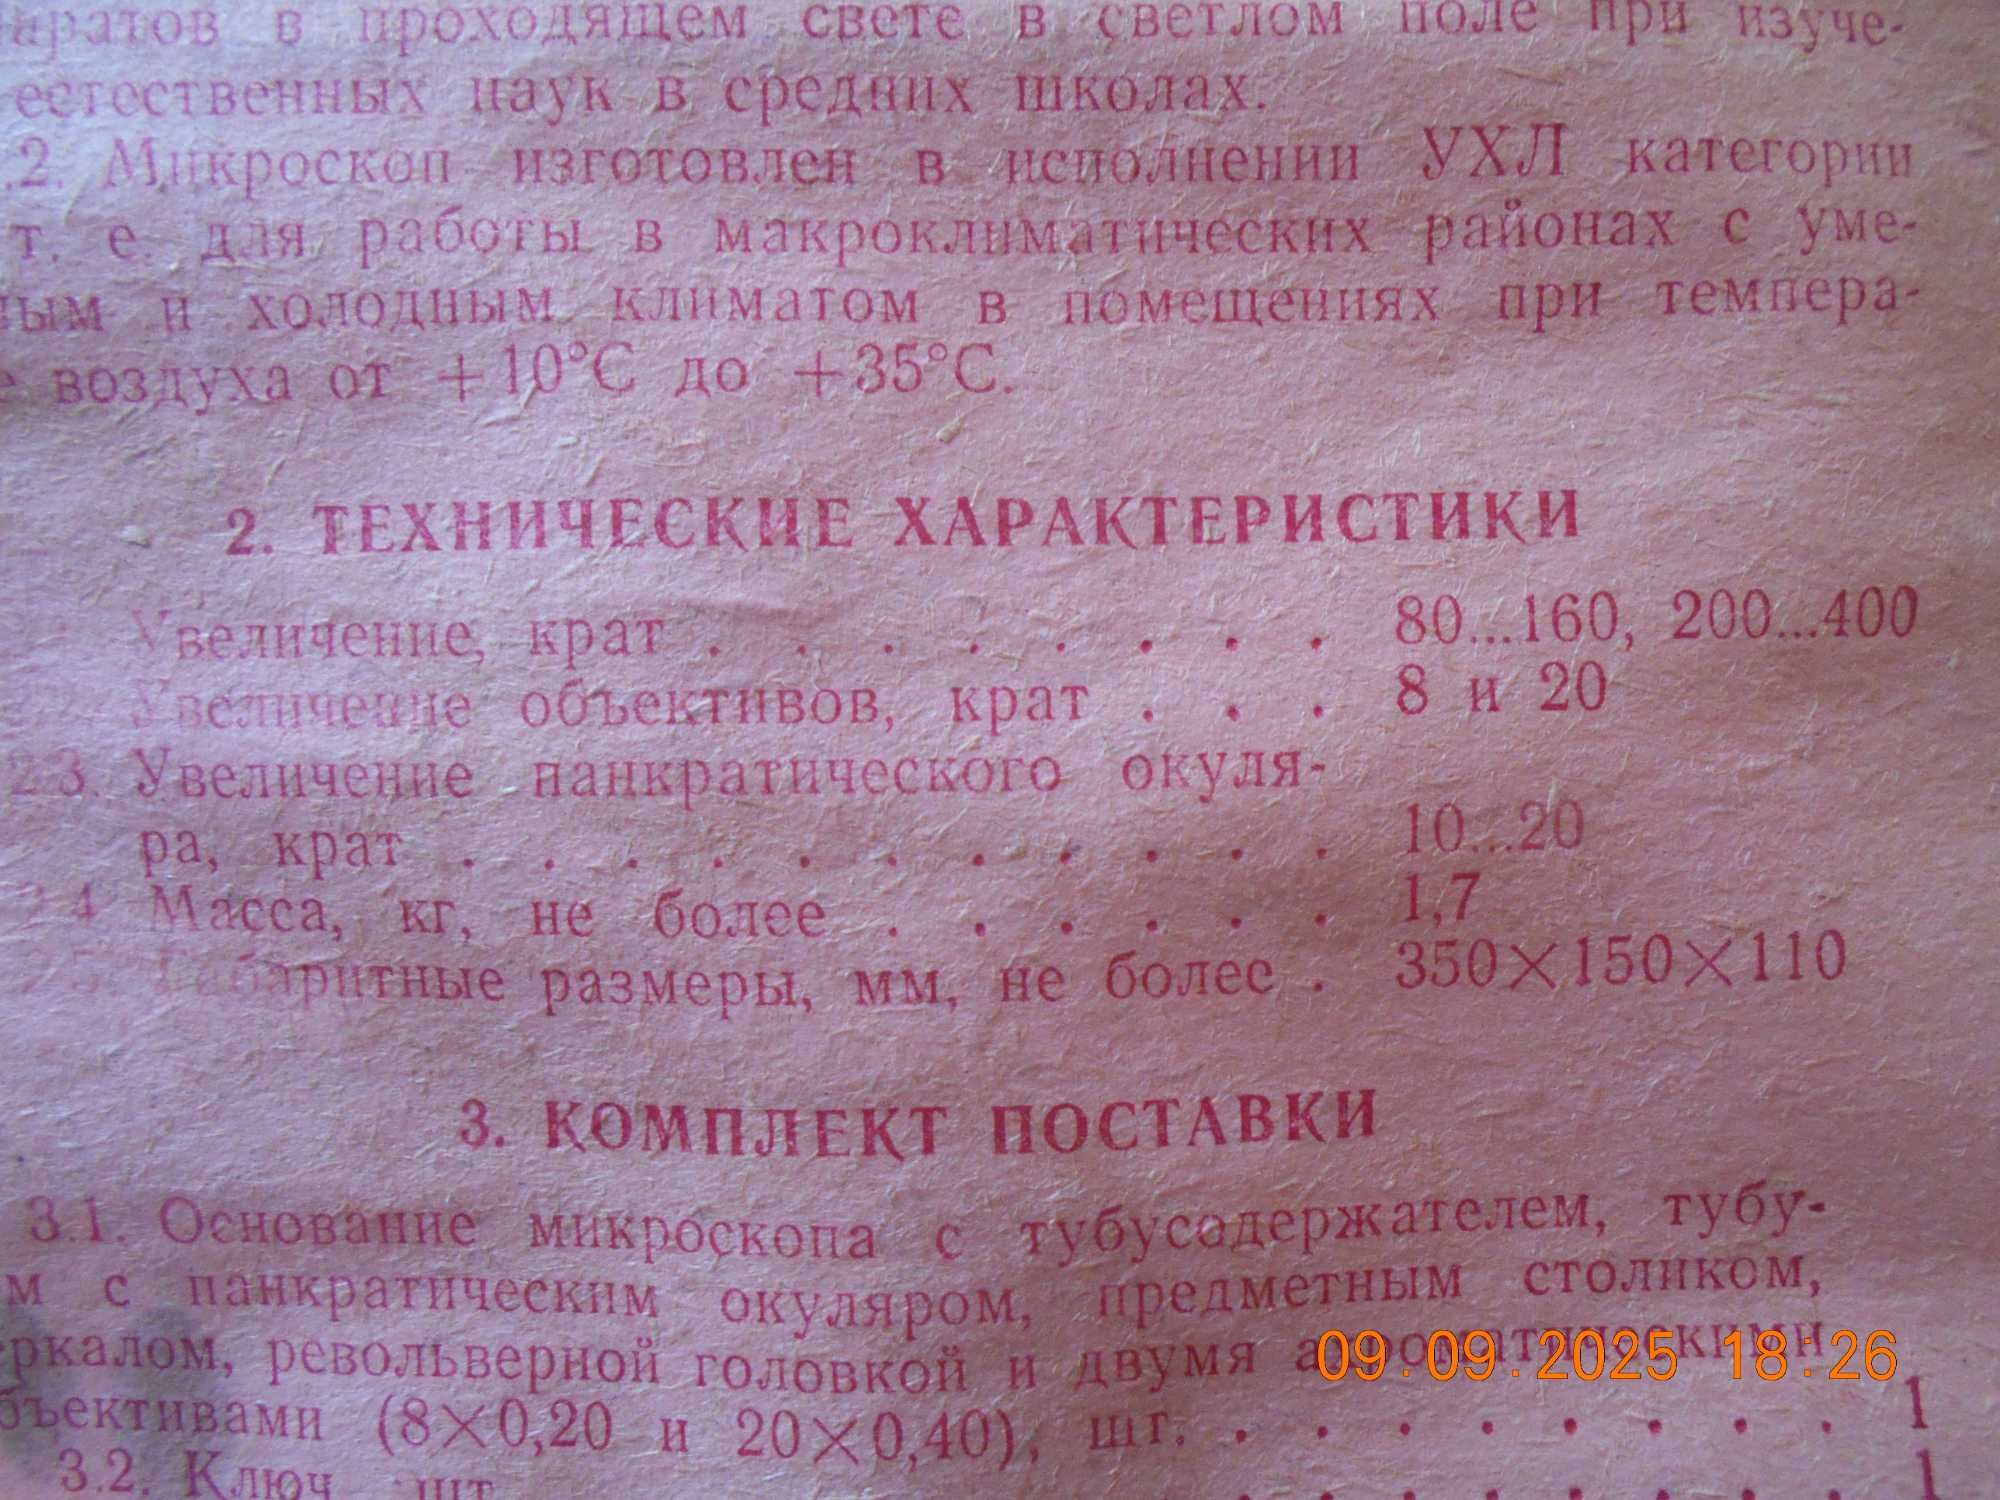 аратов в проходящем свете в светлом поле при изуче-
естественных наук в средних школах.
.2. Микроскоп изготовлен в исполнении УХЛ категории
т. е. для работы в макроклиматических районах с уме-
ным и холодным климатом в помещениях при темпера-
е воздуха от +10°С до +35°С.
2. ТЕХНИЧЕСКИЕ ХАРАКТЕРИСТИКИ
Увеличение, крат . . . . . . . . 80...160, 200...400
Увеличение объективов, крат . . . 8 и 20
2.3. Увеличение панкратического окуля-
ра, крат . . . . . . . . . . . 10...20
2.4. Масса, кг, не более . . . . . . 1,7
2.5. Габаритные размеры, мм, не более . 350×150×110
3. КОМПЛЕКТ ПОСТАВКИ
3.1. Основание микроскопа с тубусодержателем, тубу-
м с панкратическим окуляром, предметным столиком,
еркалом, револьверной головкой и двумя ахроматическими
09.09.2025 18:26
бъективами (8×0,20 и 20×0,40), шт. . . . . . . . . 1
3.2. Ключ, шт. . . . . . . . . 1